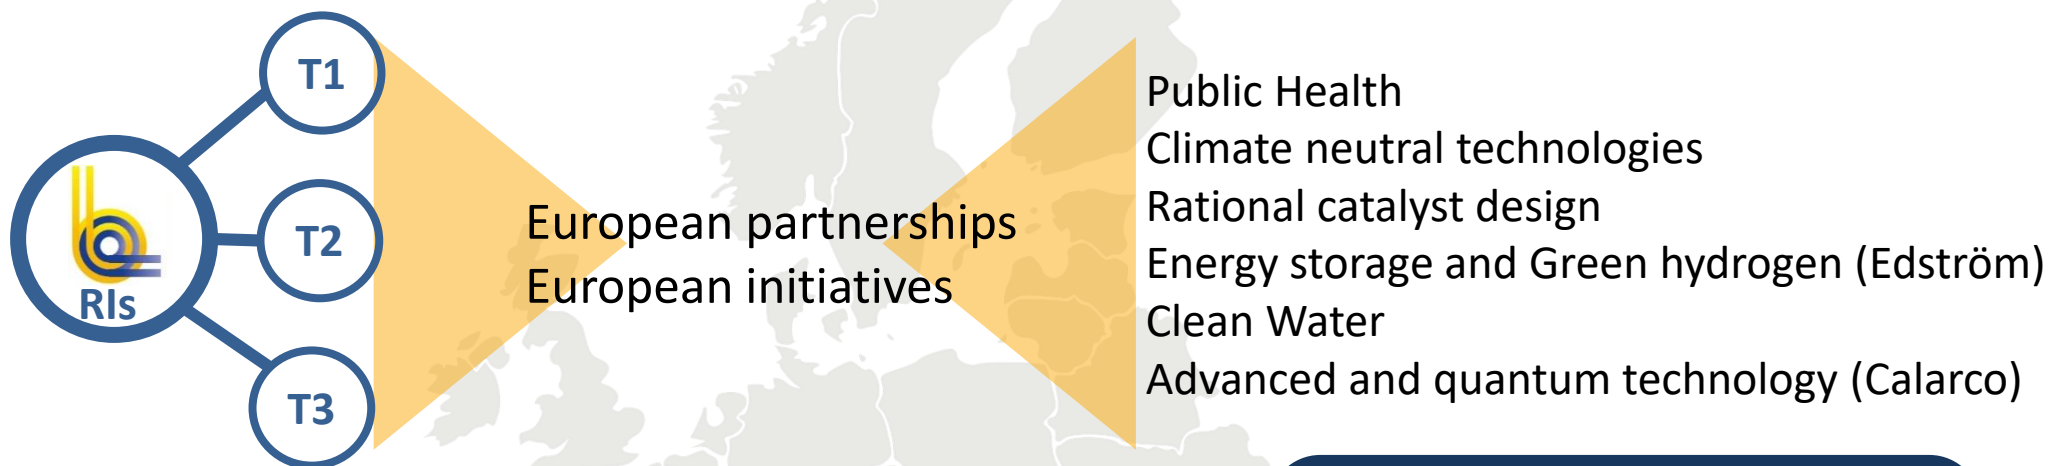 T1
T2
RIs
T3
European partnerships
European initiatives
Public Health
Climate neutral technologies
Rational catalyst design
Energy storage and Green hydrogen (Edström)
Clean Water
Advanced and quantum technology (Calarco)